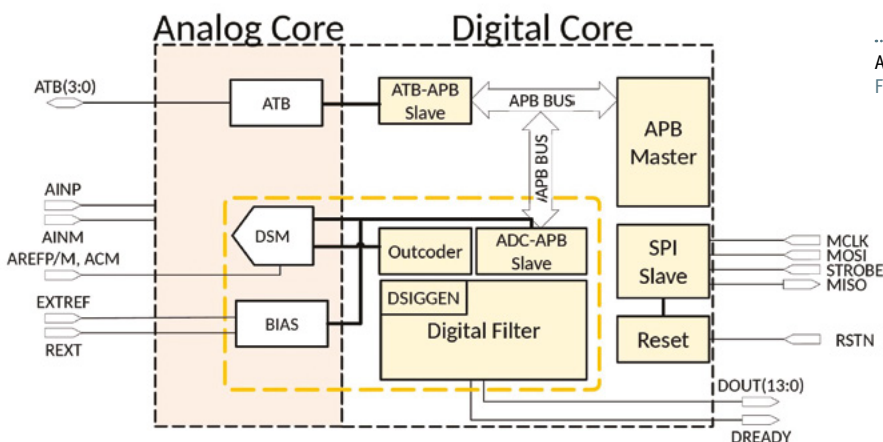 Analog Core
Digital Core
ATB(3:0)
ATB
ATB-APB
Slave
APB BUS
APB
Master
APB BUS
AINP
AINM
AREFP/M, ACM
DSM
Outcoder
ADC-APB
Slave
SPI
Slave
MCLK
MOSI
STROBE
MISO
EXTREF
REXT
BIAS
DSIGGEN
Digital Filter
Reset
RSTN
DOUT(13:0)
DREADY
A
F